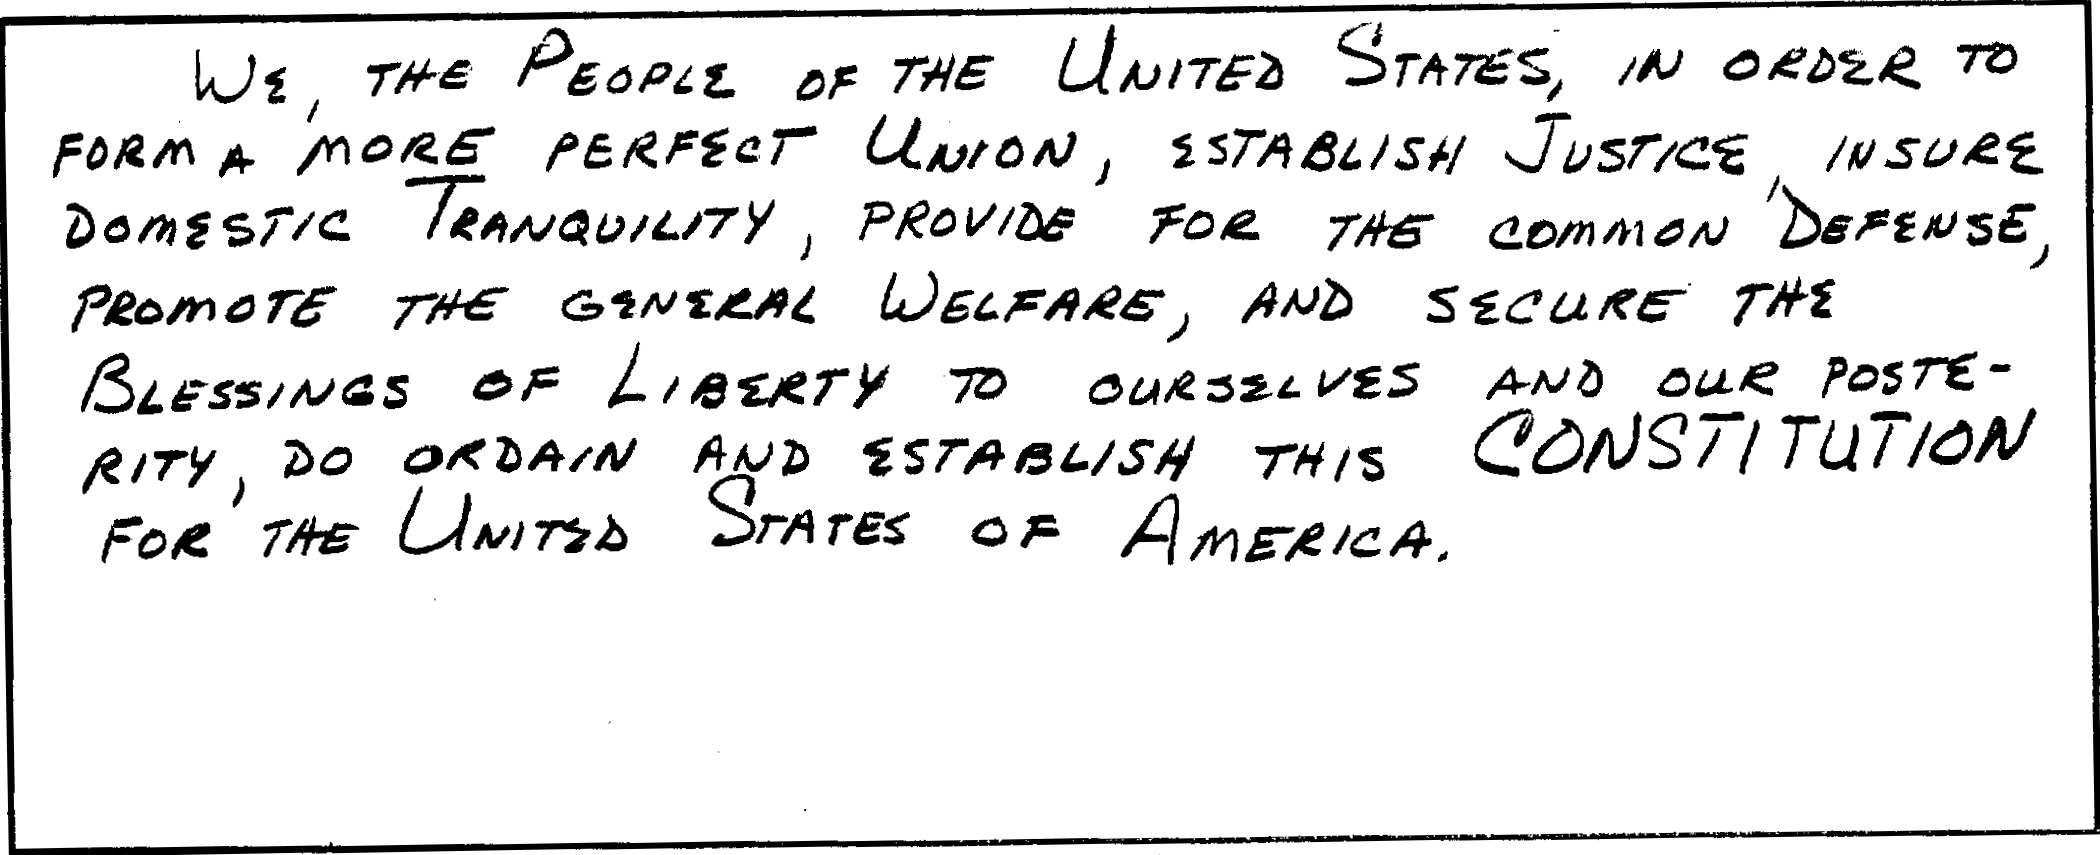 We, the People of the United States, in order to
form a more perfect Union, establish Justice, insure
domestic Tranquility, provide for the common Defense,
promote the general Welfare, and secure the
Blessings of Liberty to ourselves and our poste-
rity, do ordain and establish this CONSTITUTION
for the United States of America.